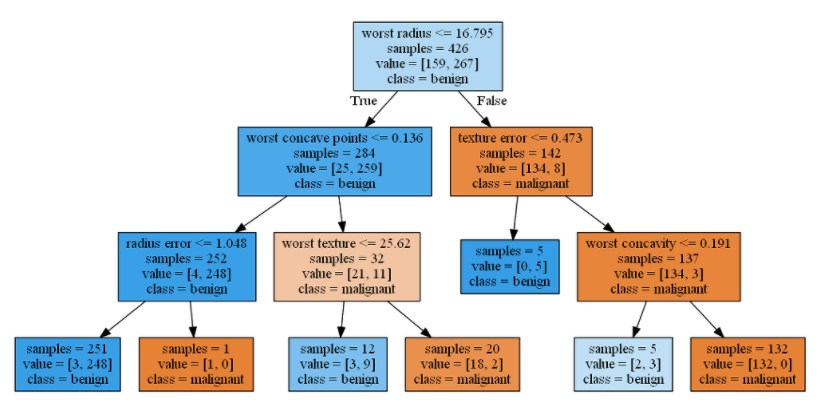 worst radius <= 16.795
samples = 426
value = [159, 267]
class = benign
True
False
worst concave points <= 0.136
samples = 284
value = [25, 259]
class = benign
texture error <= 0.473
samples = 142
value = [134, 8]
class = malignant
radius error <= 1.048
samples = 252
value = [4, 248]
class = benign
worst texture <= 25.62
samples = 32
value = [21, 11]
class = malignant
samples = 5
value = [0, 5]
class = benign
worst concavity <= 0.191
samples = 137
value = [134, 3]
class = malignant
samples = 251
value = [3, 248]
class = benign
samples = 1
value = [1, 0]
class = malignant
samples = 12
value = [3, 9]
class = benign
samples = 20
value = [18, 2]
class = malignant
samples = 5
value = [2, 3]
class = benign
samples = 132
value = [132, 0]
class = malignant